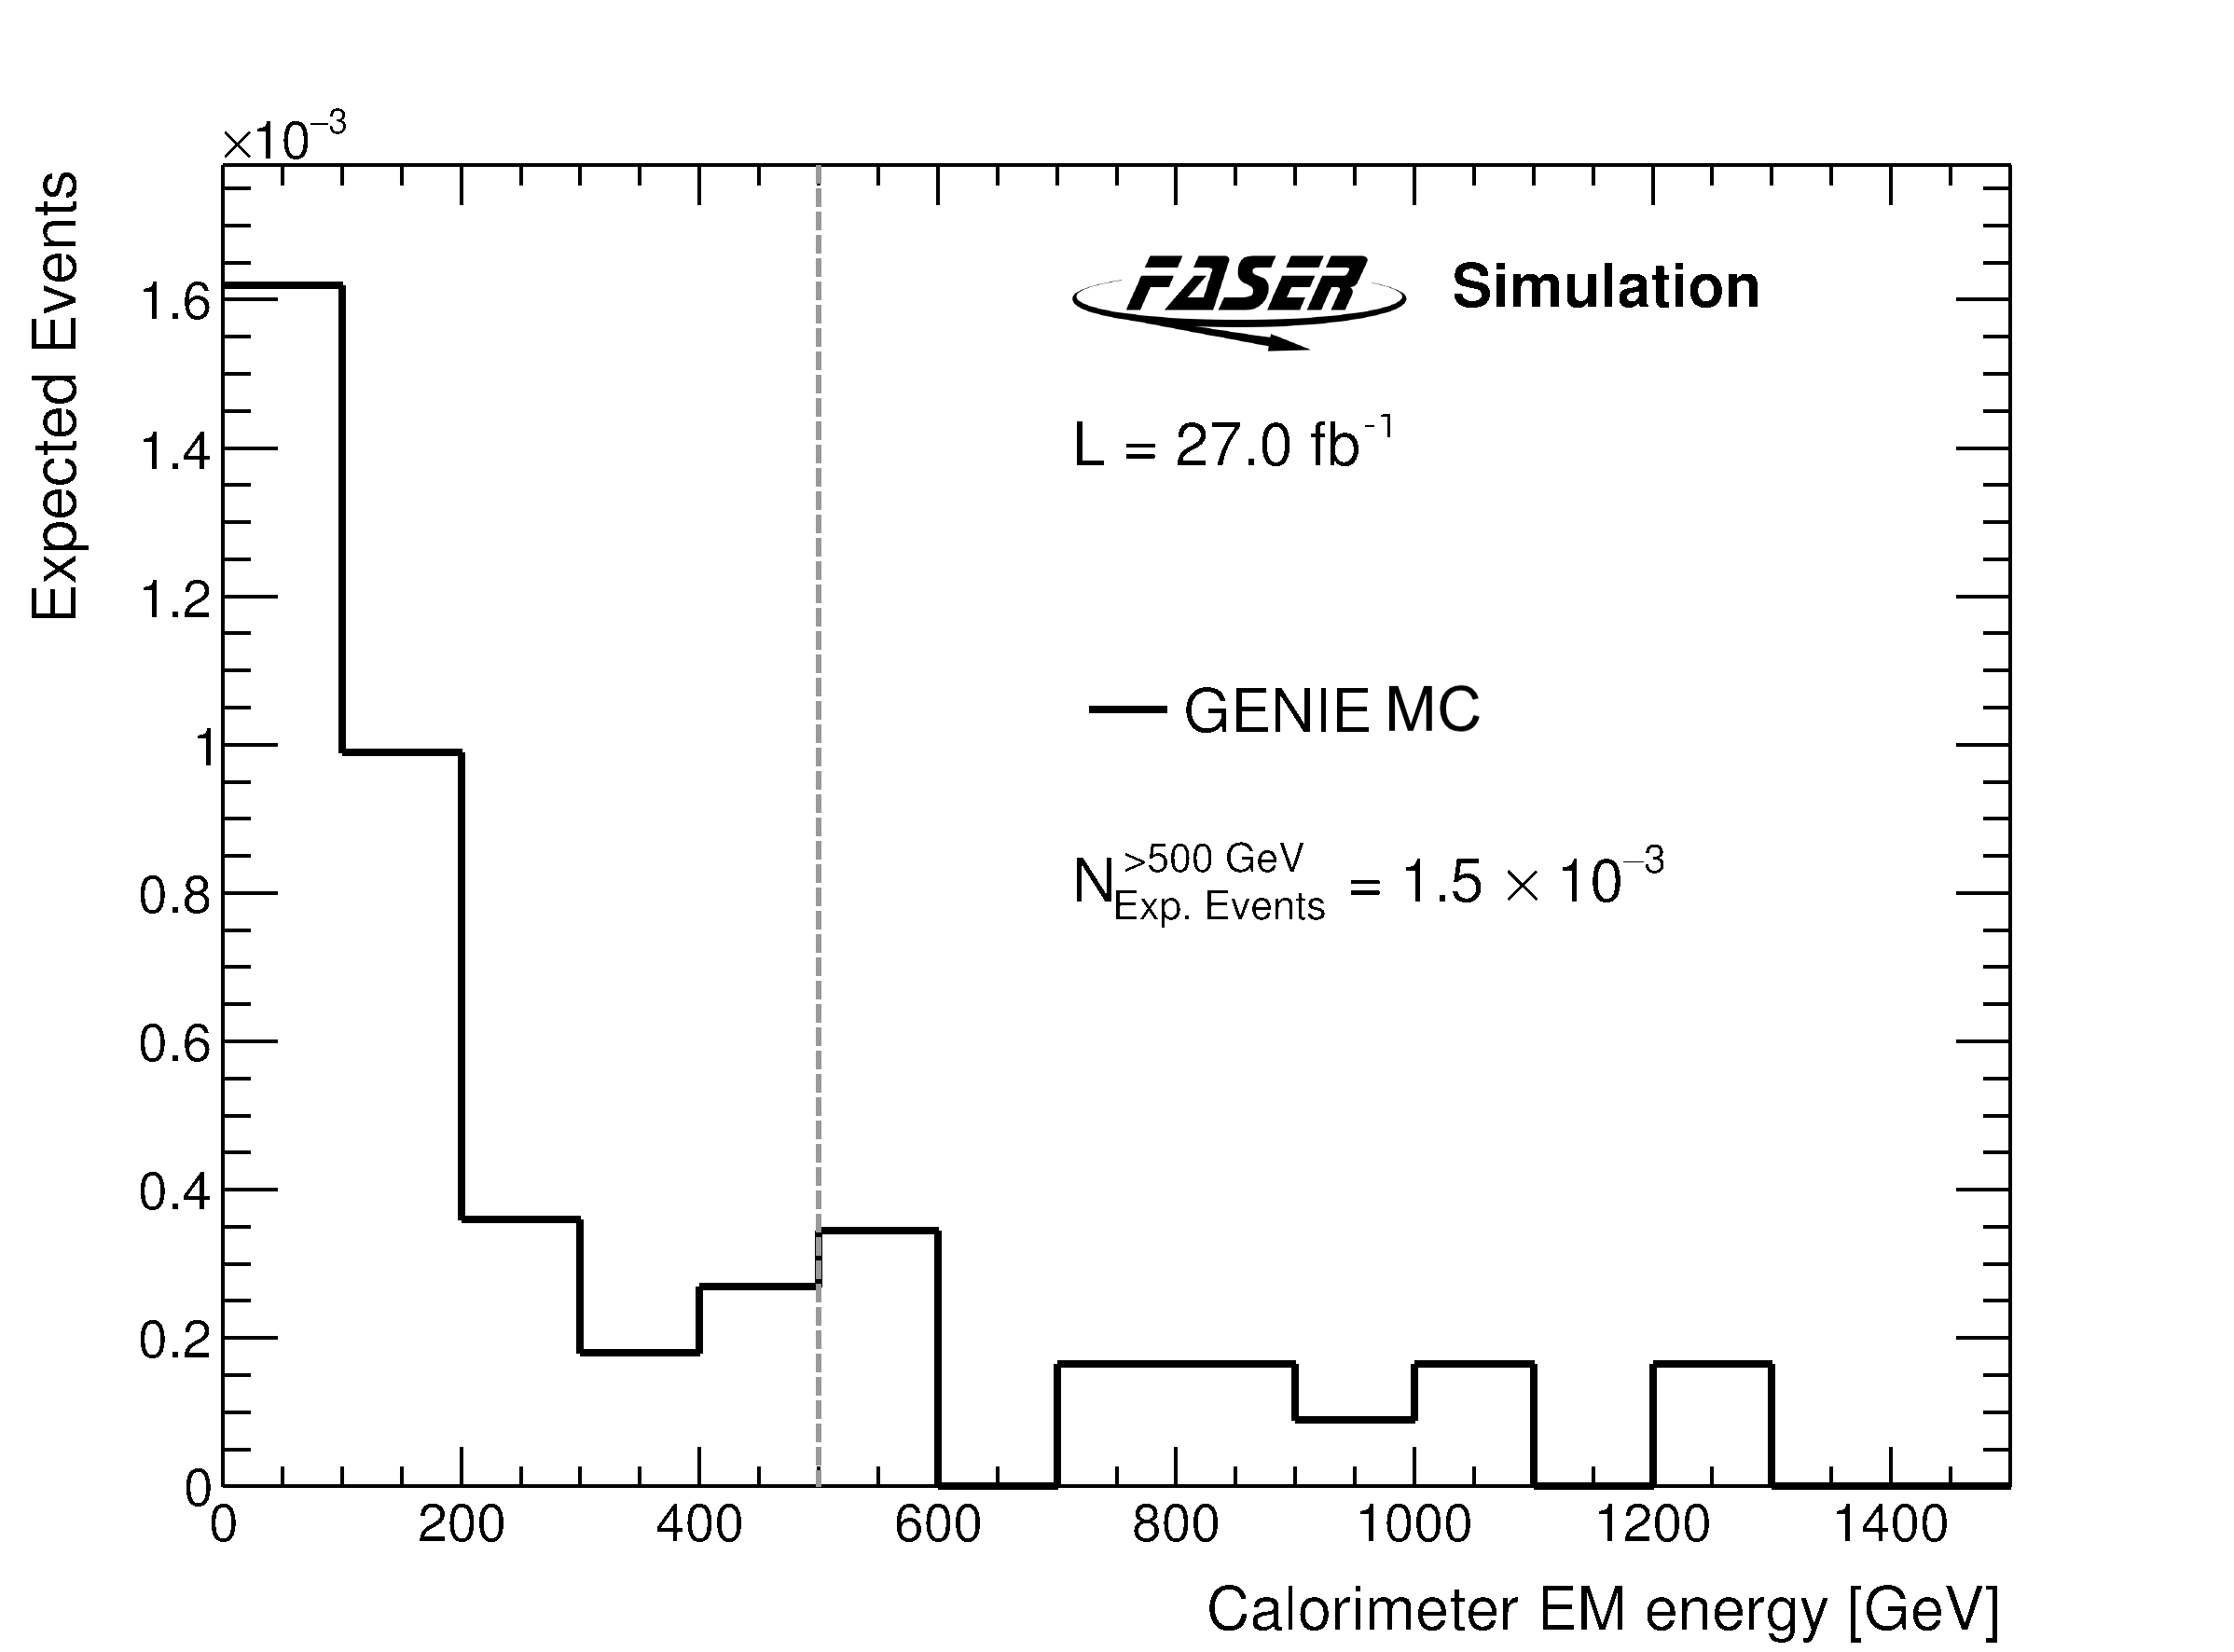 ×10⁻³
Expected Events
FASER Simulation
L = 27.0 fb⁻¹
GENIE MC
N >500 GeV Exp. Events = 1.5 × 10⁻³
1.6
1.4
1.2
1
0.8
0.6
0.4
0.2
0
0 200 400 600 800 1000 1200 1400
Calorimeter EM energy [GeV]